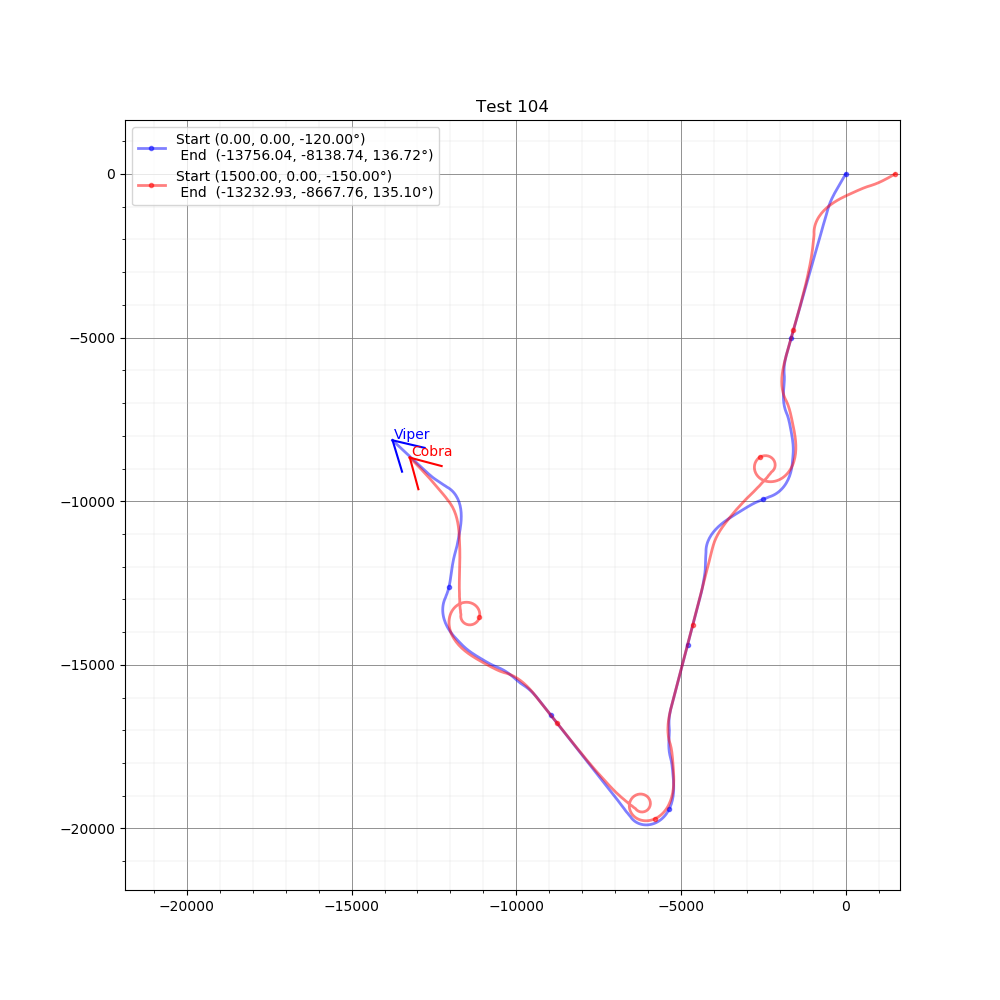 Test 104
Start (0.00, 0.00, -120.00°)
End  (-13756.04, -8138.74, 136.72°)
Start (1500.00, 0.00, -150.00°)
End  (-13232.93, -8667.76, 135.10°)
0
−5000
−10000
−15000
−20000
Viper
Cobra
−20000
−15000
−10000
−5000
0